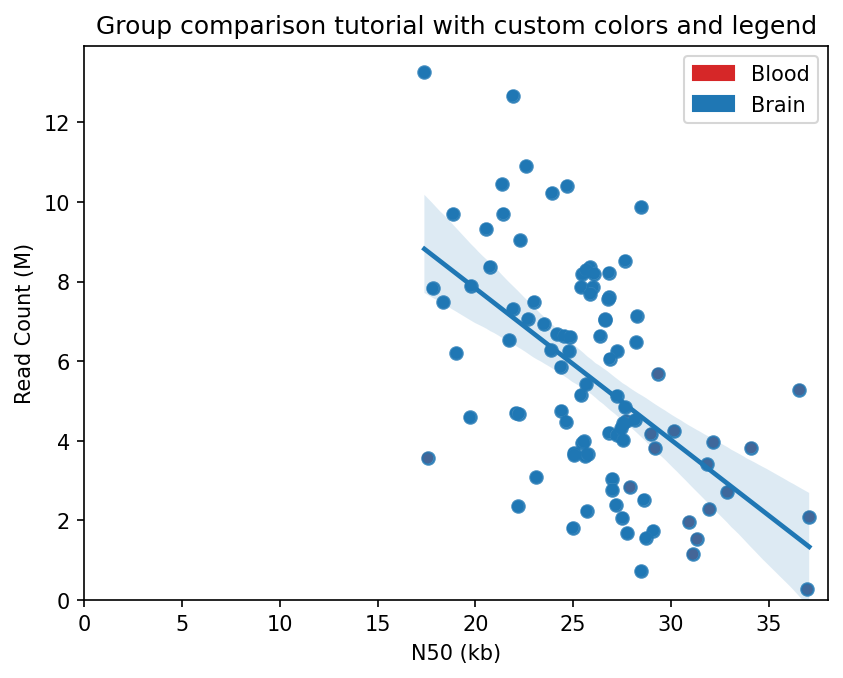 Group comparison tutorial with custom colors and legend
Blood
Brain
12
10
8
6
4
2
0
Read Count (M)
0 5 10 15 20 25 30 35
N50 (kb)